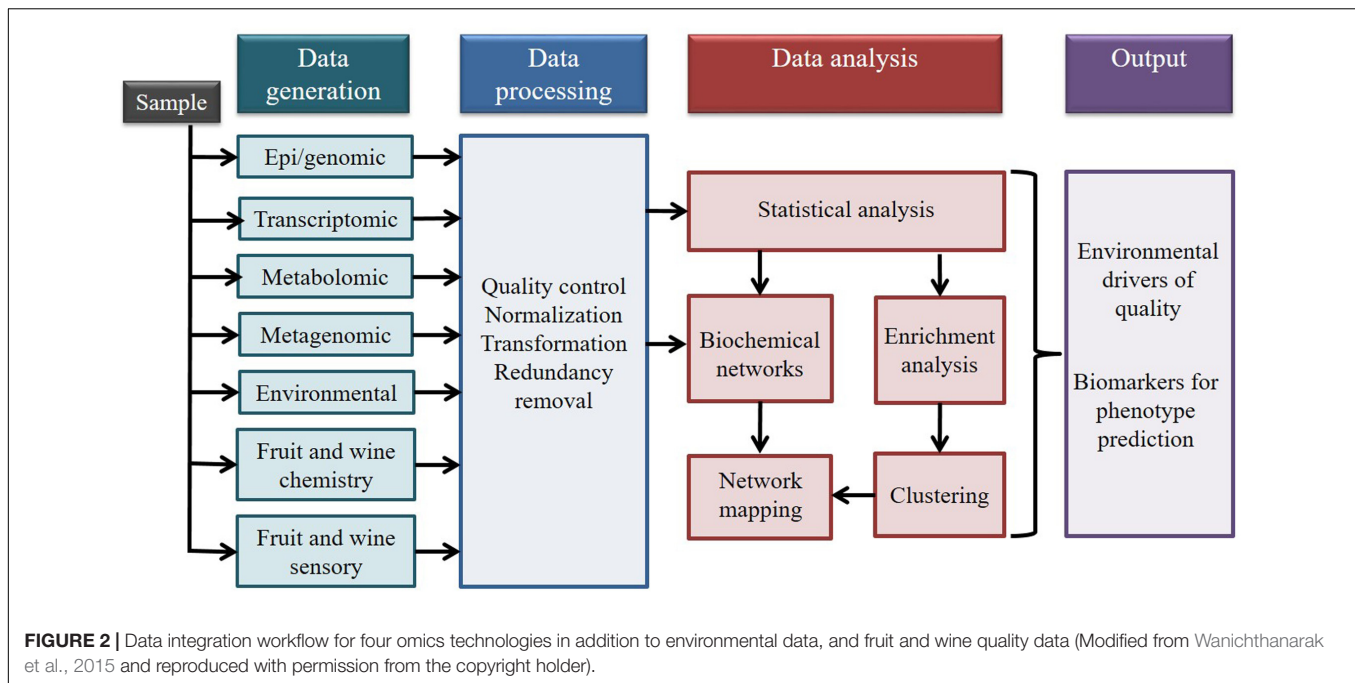 Sample
Data
generation
Data
processing
Data analysis
Output
Epi/genomic
Transcriptomic
Metabolomic
Metagenomic
Environmental
Fruit and wine
chemistry
Fruit and wine
sensory
Quality control
Normalization
Transformation
Redundancy
removal
Statistical analysis
Biochemical
networks
Enrichment
analysis
Network
mapping
Clustering
Environmental
drivers of
quality
Biomarkers for
phenotype
prediction
FIGURE 2 | Data integration workflow for four omics technologies in addition to environmental data, and fruit and wine quality data (Modified from Wanichthanarak
et al., 2015 and reproduced with permission from the copyright holder).